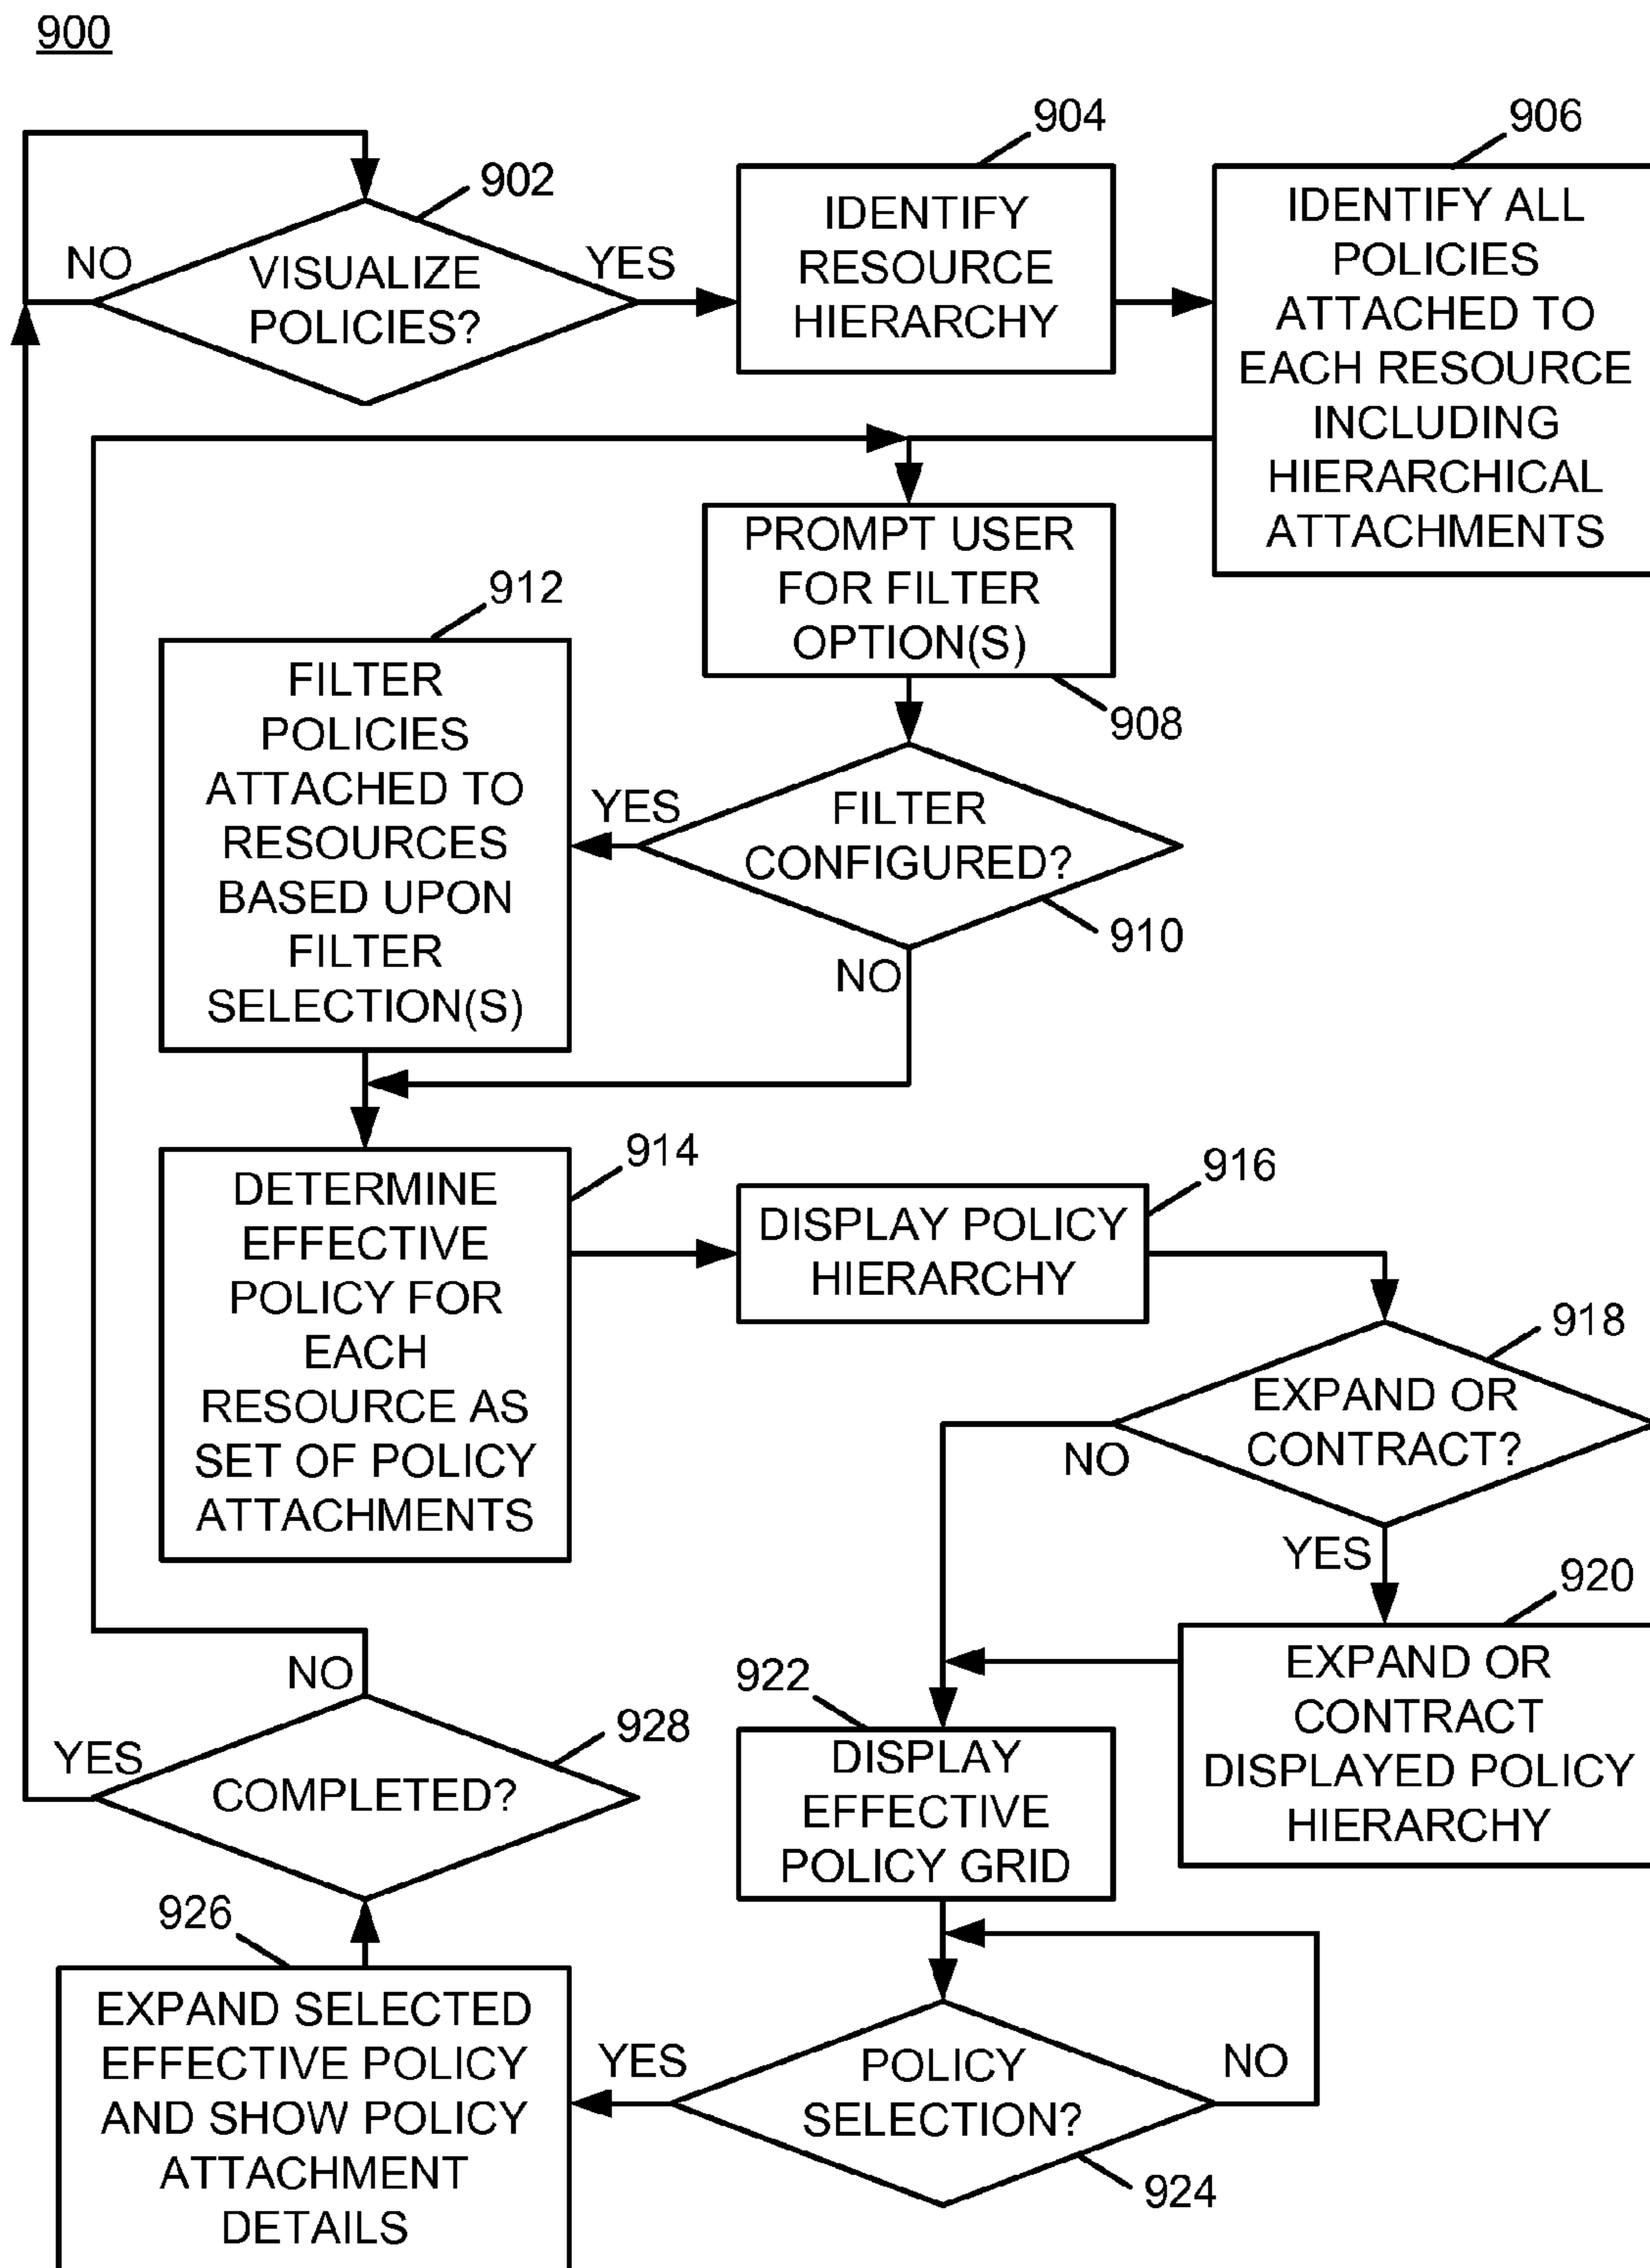 900
902
VISUALIZE
POLICIES?
NO
YES
904
IDENTIFY
RESOURCE
HIERARCHY
906
IDENTIFY ALL
POLICIES
ATTACHED TO
EACH RESOURCE
INCLUDING
HIERARCHICAL
ATTACHMENTS
PROMPT USER
FOR FILTER
OPTION(S)
908
FILTER
CONFIGURED?
910
YES
NO
912
FILTER
POLICIES
ATTACHED TO
RESOURCES
BASED UPON
FILTER
SELECTION(S)
914
DETERMINE
EFFECTIVE
POLICY FOR
EACH
RESOURCE AS
SET OF POLICY
ATTACHMENTS
916
DISPLAY POLICY
HIERARCHY
918
EXPAND OR
CONTRACT?
NO
YES
920
EXPAND OR
CONTRACT
DISPLAYED POLICY
HIERARCHY
922
DISPLAY
EFFECTIVE
POLICY GRID
POLICY
SELECTION?
924
YES
NO
926
EXPAND SELECTED
EFFECTIVE POLICY
AND SHOW POLICY
ATTACHMENT
DETAILS
928
COMPLETED?
NO
YES